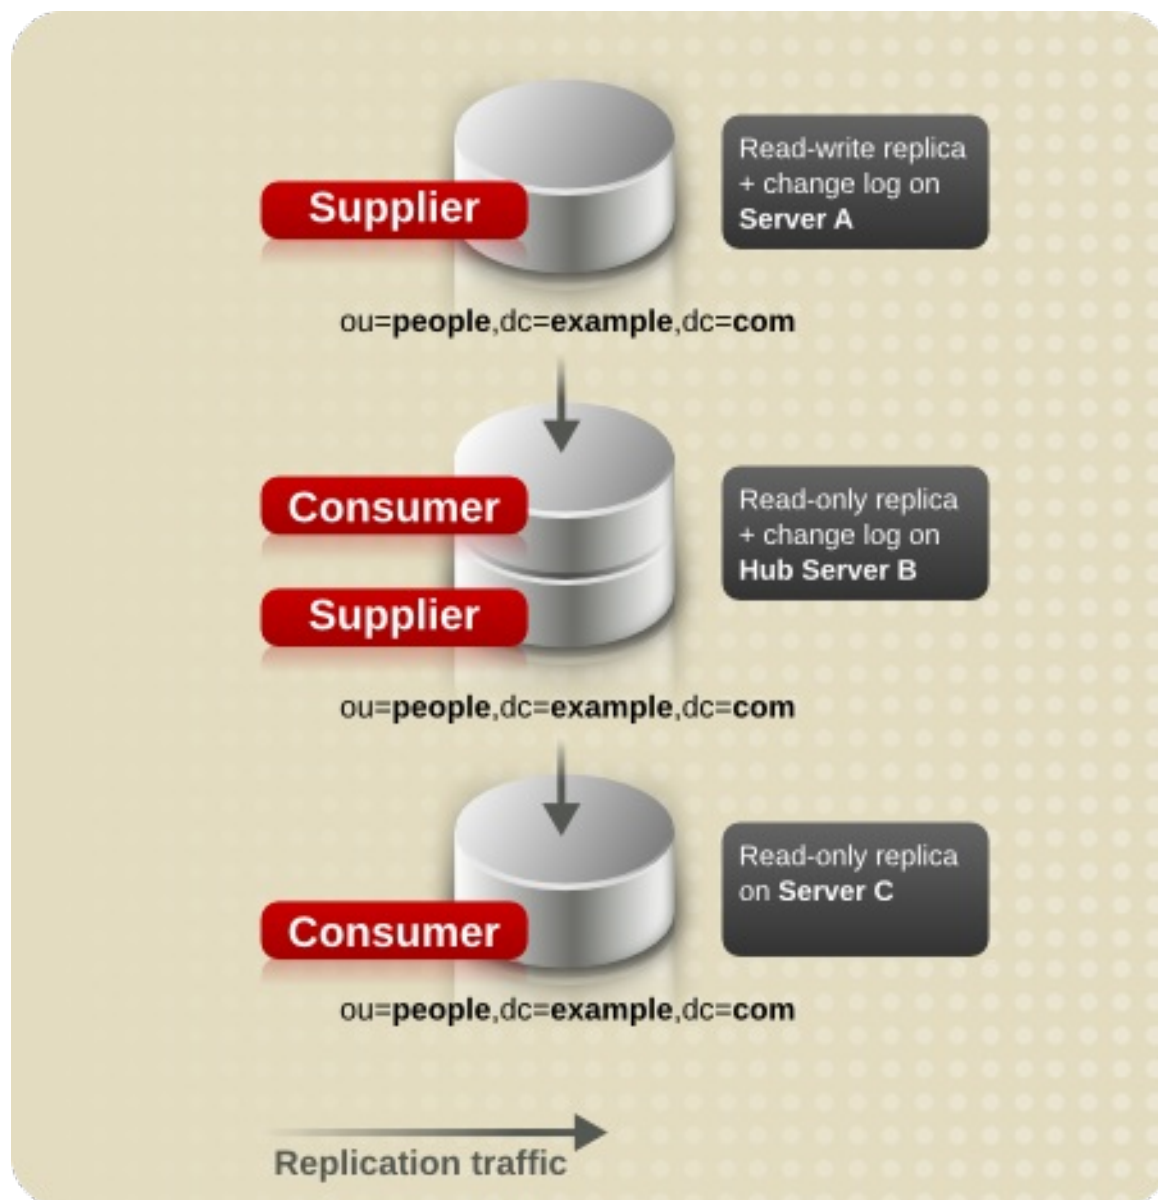 Supplier
Read-write replica
+ change log on
Server A
ou=people,dc=example,dc=com
Consumer
Supplier
Read-only replica
+ change log on
Hub Server B
ou=people,dc=example,dc=com
Consumer
Read-only replica
on Server C
ou=people,dc=example,dc=com
Replication traffic